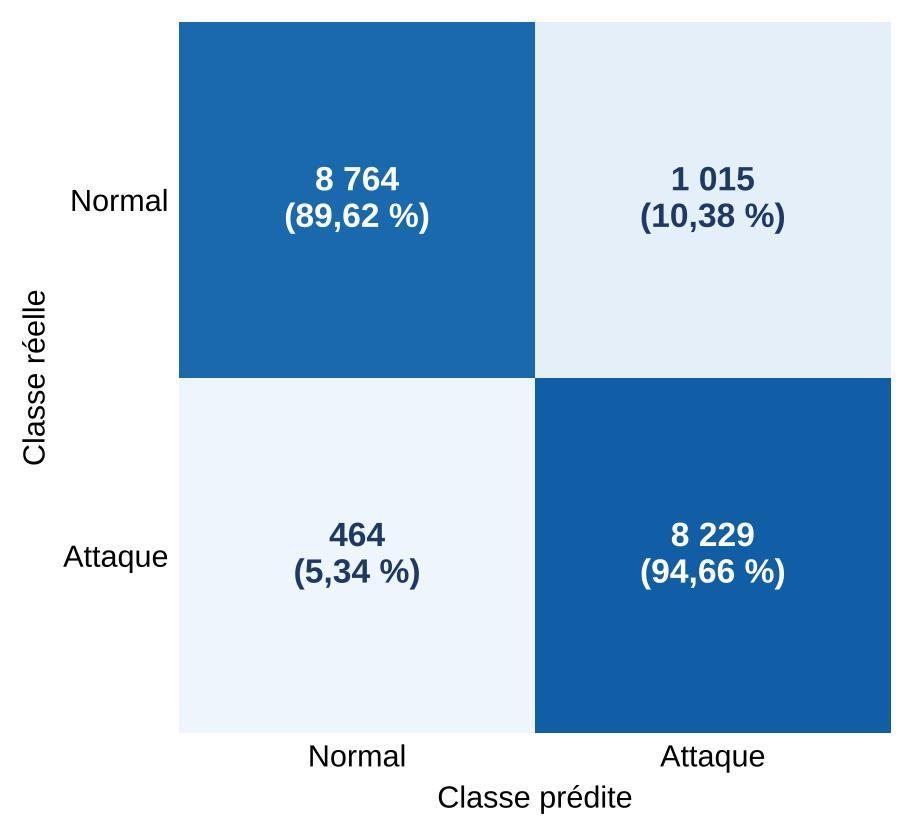 8 764
(89,62 %)
1 015
(10,38 %)
Normal
Classe réelle
464
(5,34 %)
8 229
(94,66 %)
Attaque
Normal
Attaque
Classe prédite